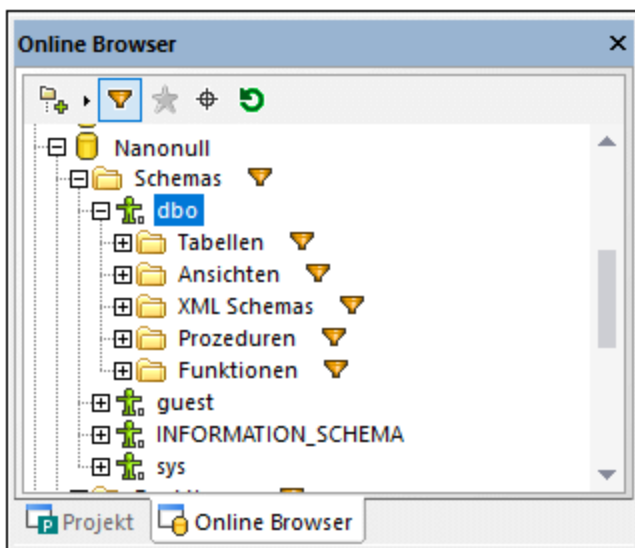 Online Browser
Nanonull
Schemas
dbo
Tabellen
Ansichten
XML Schemas
Prozeduren
Funktionen
guest
INFORMATION_SCHEMA
sys
Projekt Online Browser